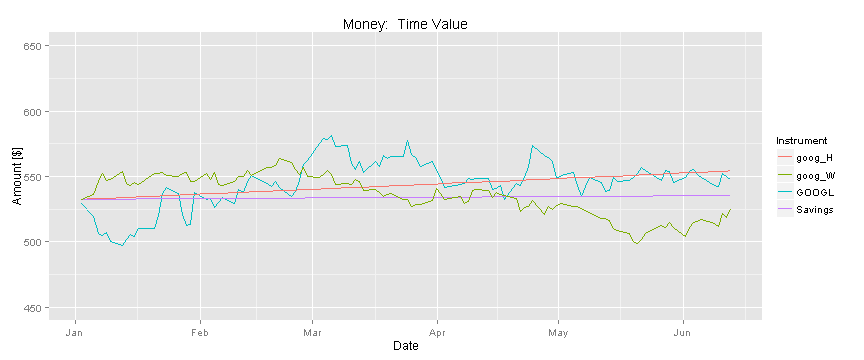 Money:  Time Value
650
600
550
500
450
Amount [$]
Jan Feb Mar Apr May Jun
Date
Instrument
goog_H
goog_W
GOOGL
Savings